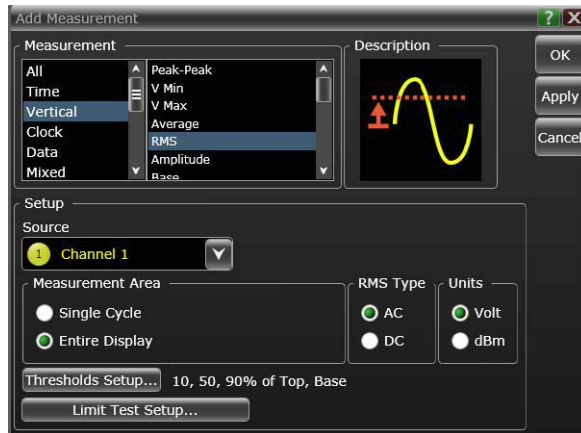 Add Measurement
? X
Measurement
All
Time
Vertical
Clock
Data
Mixed
Peak-Peak
V Min
V Max
Average
RMS
Amplitude
Base
Description
OK
Apply
Cancel
Setup
Source
1 Channel 1
Measurement Area
Single Cycle
Entire Display
RMS Type
AC
DC
Units
Volt
dBm
Thresholds Setup... 10, 50, 90% of Top, Base
Limit Test Setup...